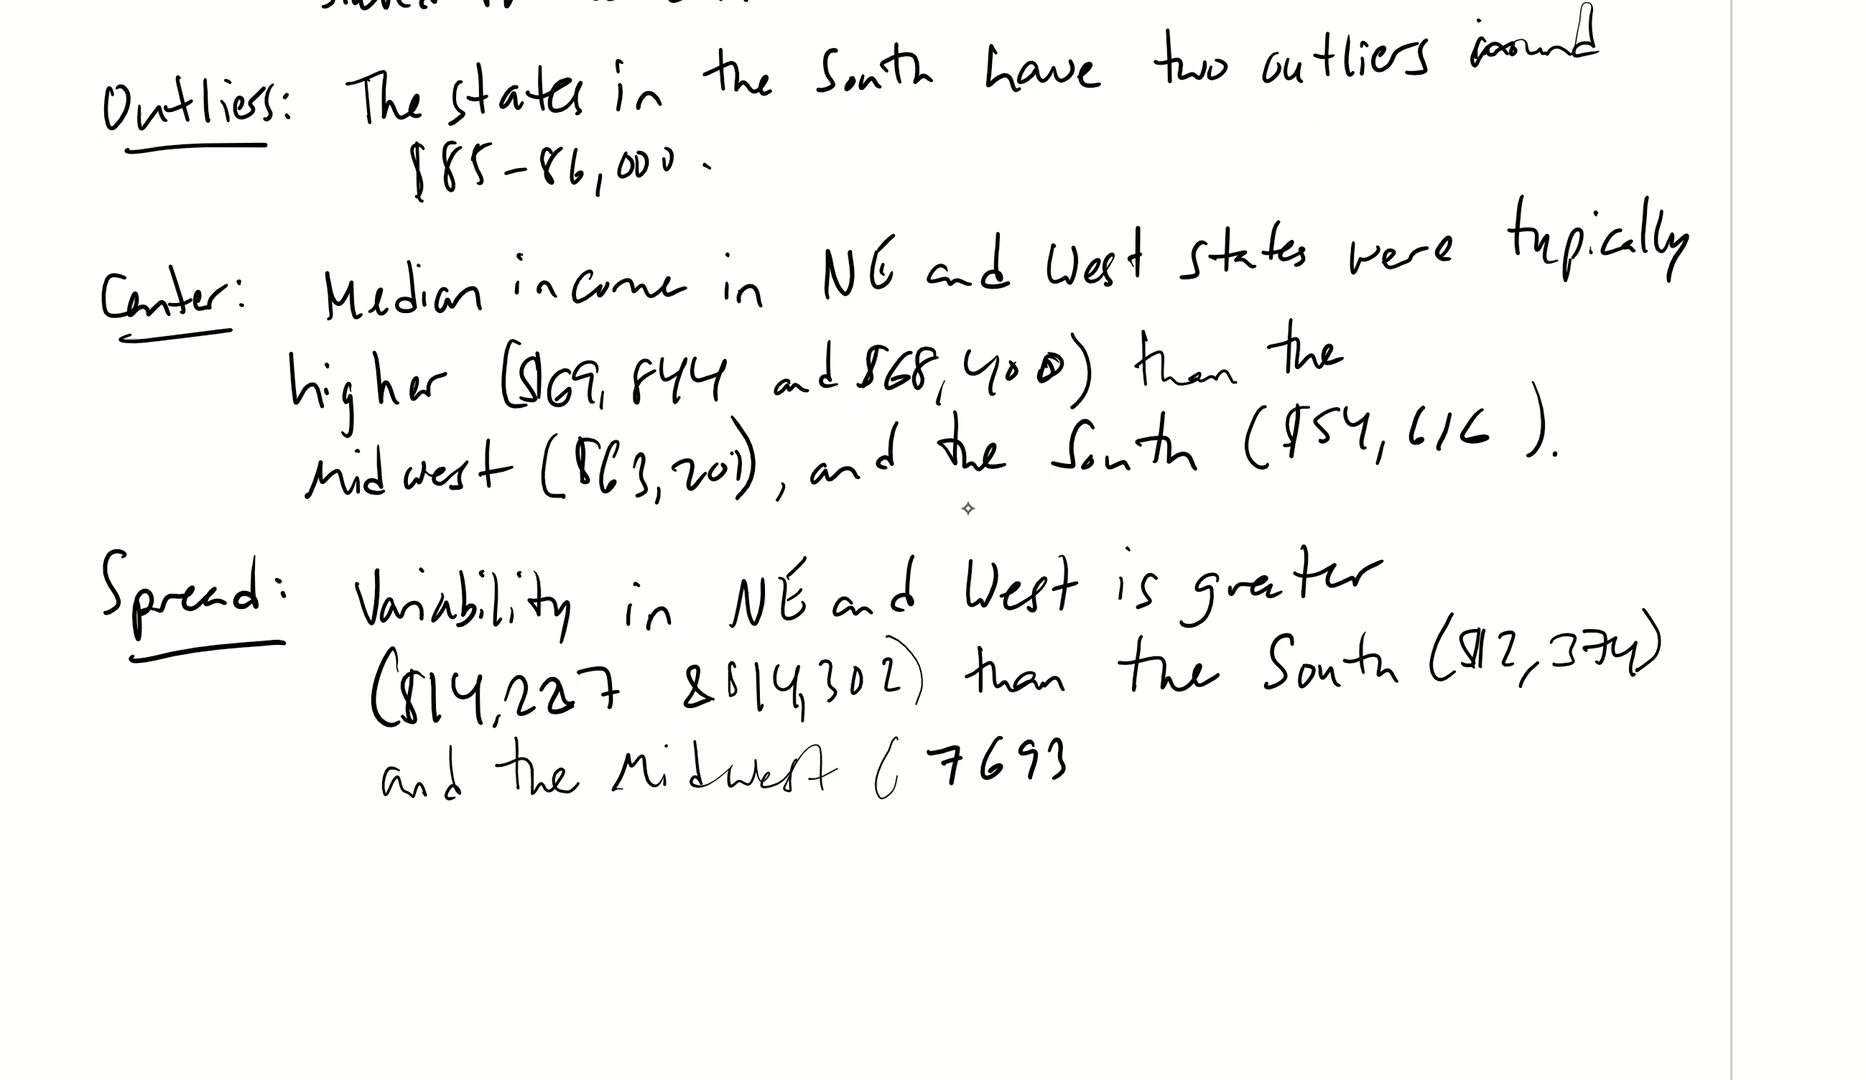 Outliers: The states in the South have two outliers around
$85-86,000.
Center: Median income in NE and West states were typically
higher ($69,844 and $68,400) than the
midwest ($63,201), and the South ($54,616).
Spread: Variability in NE and West is greater
($14,227 & $14,302) than the South ($12,374)
and the Midwest (7693